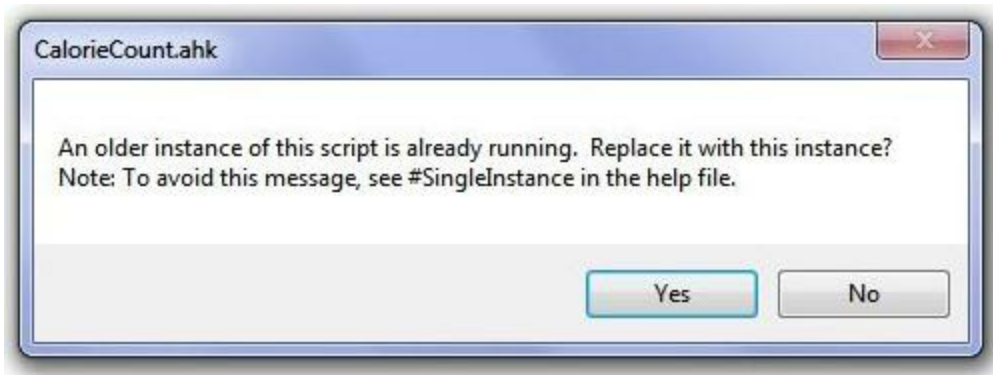 CalorieCount.ahk
An older instance of this script is already running.  Replace it with this instance?
Note: To avoid this message, see #SingleInstance in the help file.
Yes
No